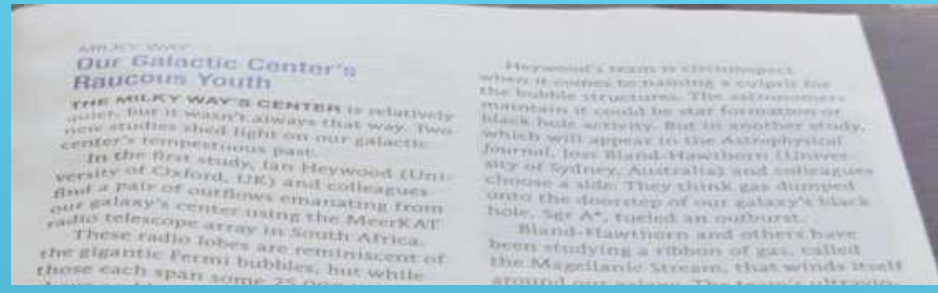 MILKY WAY
Our Galactic Center's
Raucous Youth
THE MILKY WAY'S CENTER is relatively
quiet, but it wasn't always that way. Two
new studies shed light on our galactic
center's tempestuous past.
In the first study, Ian Heywood (Uni-
versity of Oxford, UK) and colleagues
find a pair of outflows emanating from
our galaxy's center using the MeerKAT
radio telescope array in South Africa.
These radio lobes are reminiscent of
the gigantic Fermi bubbles, but while
those each span some 25,000
Heywood's team is circumspect
when it comes to naming a culprit for
the bubble structures. The astronomers
maintain it could be star formation or
black hole activity. But in another study,
which will appear in the Astrophysical
Journal, Joss Bland-Hawthorn (Univer-
sity of Sydney, Australia) and colleagues
choose a side: They think gas dumped
onto the doorstep of our galaxy's black
hole, Sgr A*, fueled an outburst.
Bland-Hawthorn and others have
been studying a ribbon of gas, called
the Magellanic Stream, that winds itself
around our galaxy. The team's ultravio-